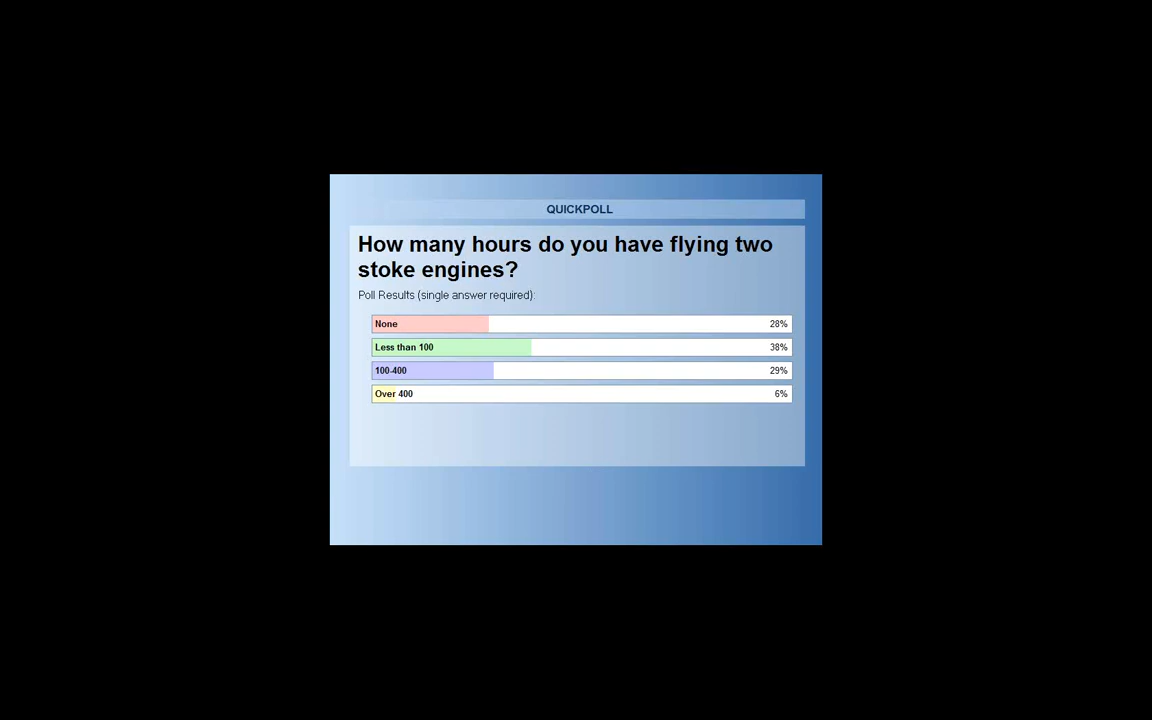 QUICKPOLL
How many hours do you have flying two
stoke engines?
Poll Results (single answer required):
None 28%
Less than 100 38%
100-400 29%
Over 400 6%